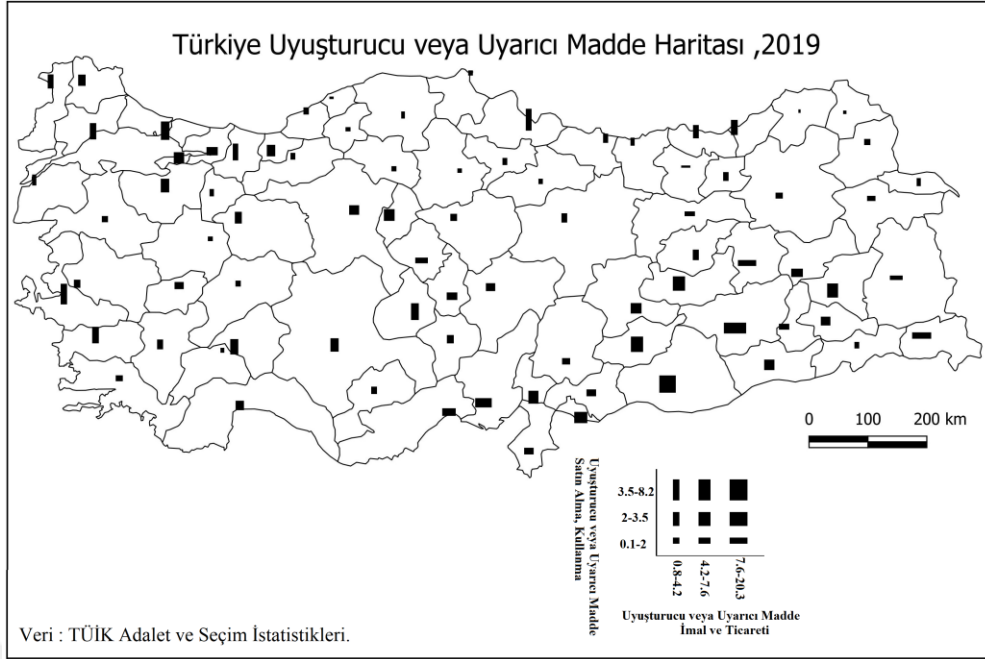 Türkiye Uyuşturucu veya Uyarıcı Madde Haritası ,2019
0 100 200 km
Uyuşturucu veya Uyarıcı Madde
Satın Alma, Kullanma
3.5-8.2
2-3.5
0.1-2
0.8-4.2
4.2-7.6
7.6-20.3
Uyuşturucu veya Uyarıcı Madde
İmal ve Ticareti
Veri : TÜİK Adalet ve Seçim İstatistikleri.